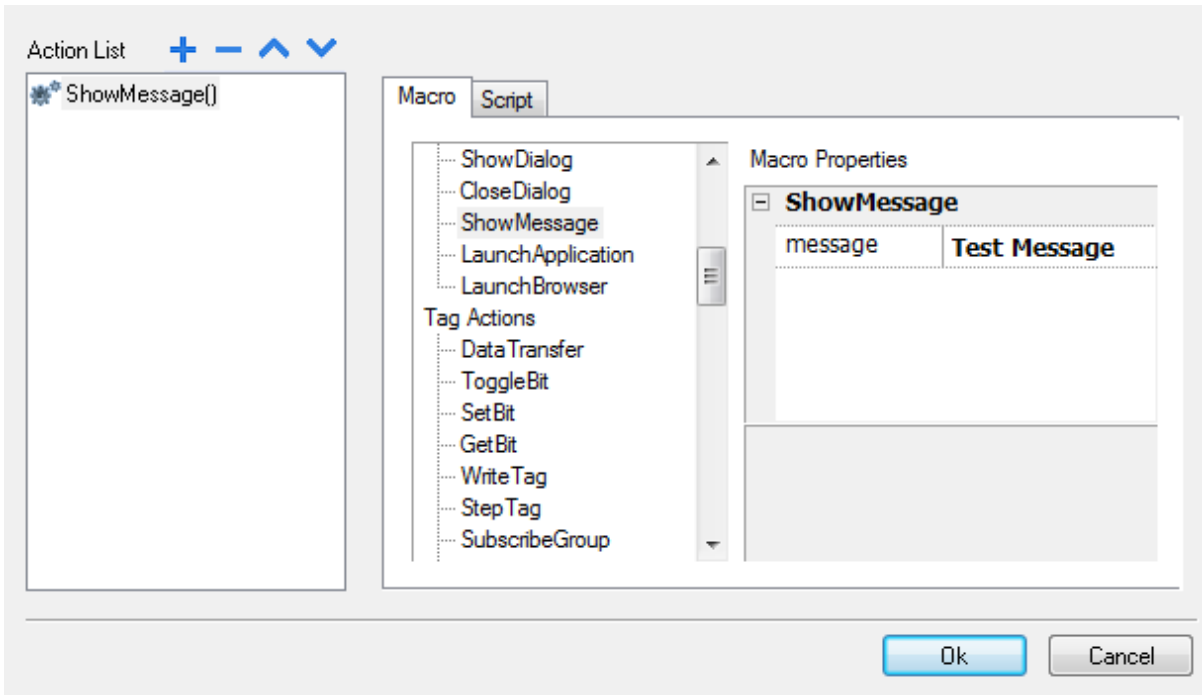 Action List
ShowMessage()
Macro
Script
ShowDialog
CloseDialog
ShowMessage
LaunchApplication
LaunchBrowser
Tag Actions
DataTransfer
ToggleBit
SetBit
GetBit
WriteTag
StepTag
SubscribeGroup
Macro Properties
ShowMessage
message Test Message
Ok Cancel